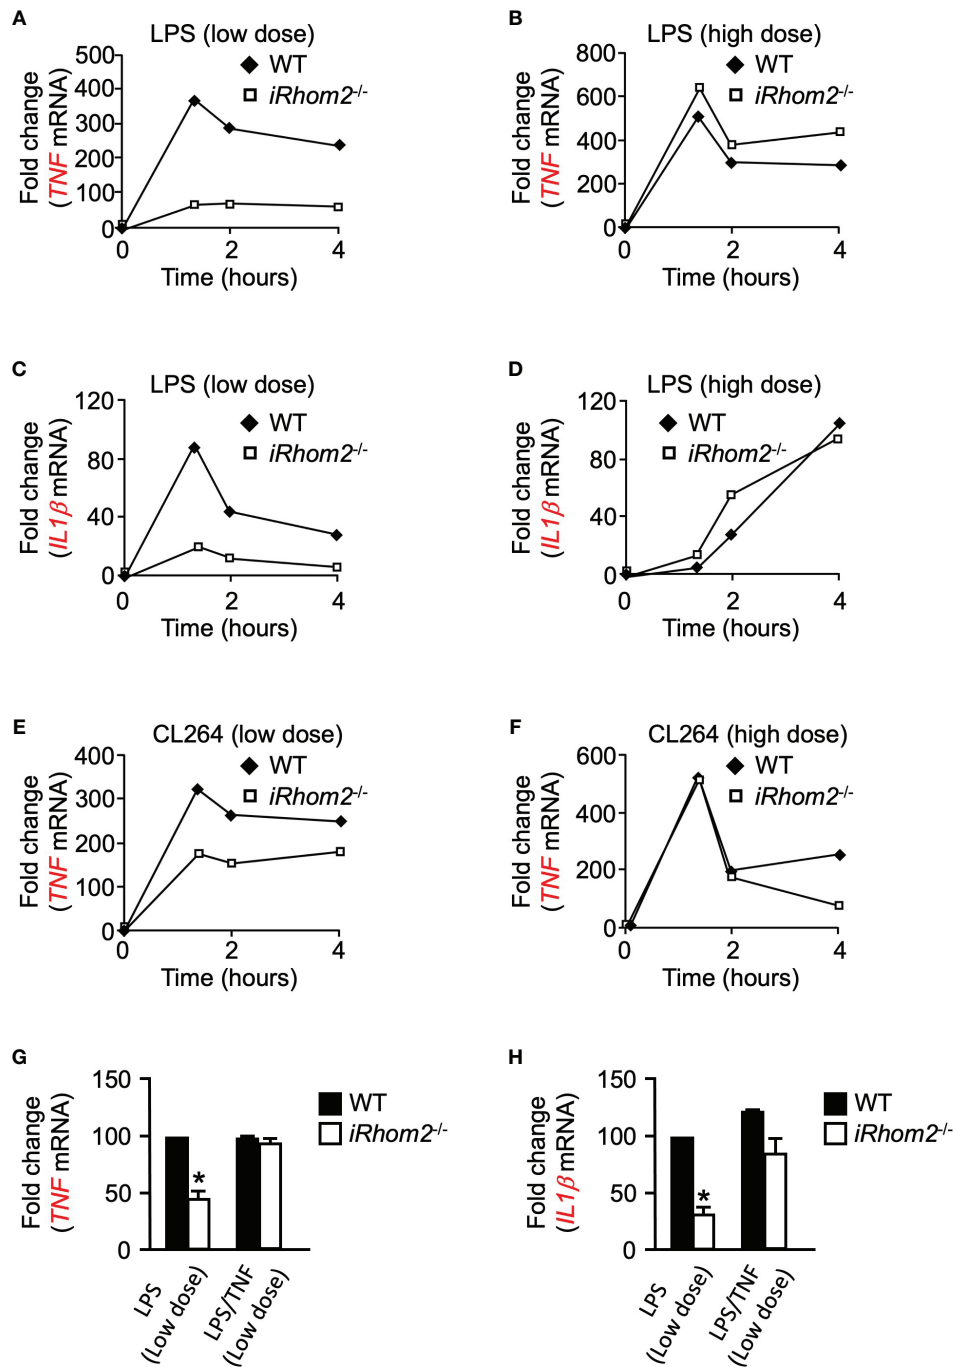 A
LPS (low dose)
Fold change
(TNF mRNA)
500
400
300
200
100
0
WT
iRhom2-/-
0 2 4
Time (hours)
B
LPS (high dose)
Fold change
(TNF mRNA)
800
600
400
200
0
WT
iRhom2-/-
0 2 4
Time (hours)
C
LPS (low dose)
Fold change
(IL1β mRNA)
120
80
40
0
WT
iRhom2-/-
0 2 4
Time (hours)
D
LPS (high dose)
Fold change
(IL1β mRNA)
120
80
40
0
WT
iRhom2-/-
0 2 4
Time (hours)
E
CL264 (low dose)
Fold change
(TNF mRNA)
400
300
200
100
0
WT
iRhom2-/-
0 2 4
Time (hours)
F
CL264 (high dose)
Fold change
(TNF mRNA)
600
400
200
0
WT
iRhom2-/-
0 2 4
Time (hours)
G
Fold change
(TNF mRNA)
150
100
50
0
*
WT
iRhom2-/-
LPS
(Low dose)
LPS/TNF
(Low dose)
H
Fold change
(IL1β mRNA)
150
100
50
0
*
WT
iRhom2-/-
LPS
(Low dose)
LPS/TNF
(Low dose)